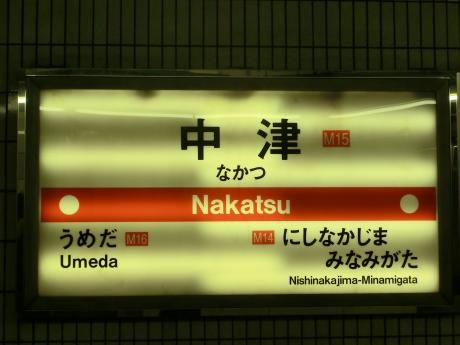 中津 M15
なかつ
Nakatsu
うめだ M16
Umeda
M14 にしなかじま
みなみがた
Nishinakajima-Minamigata